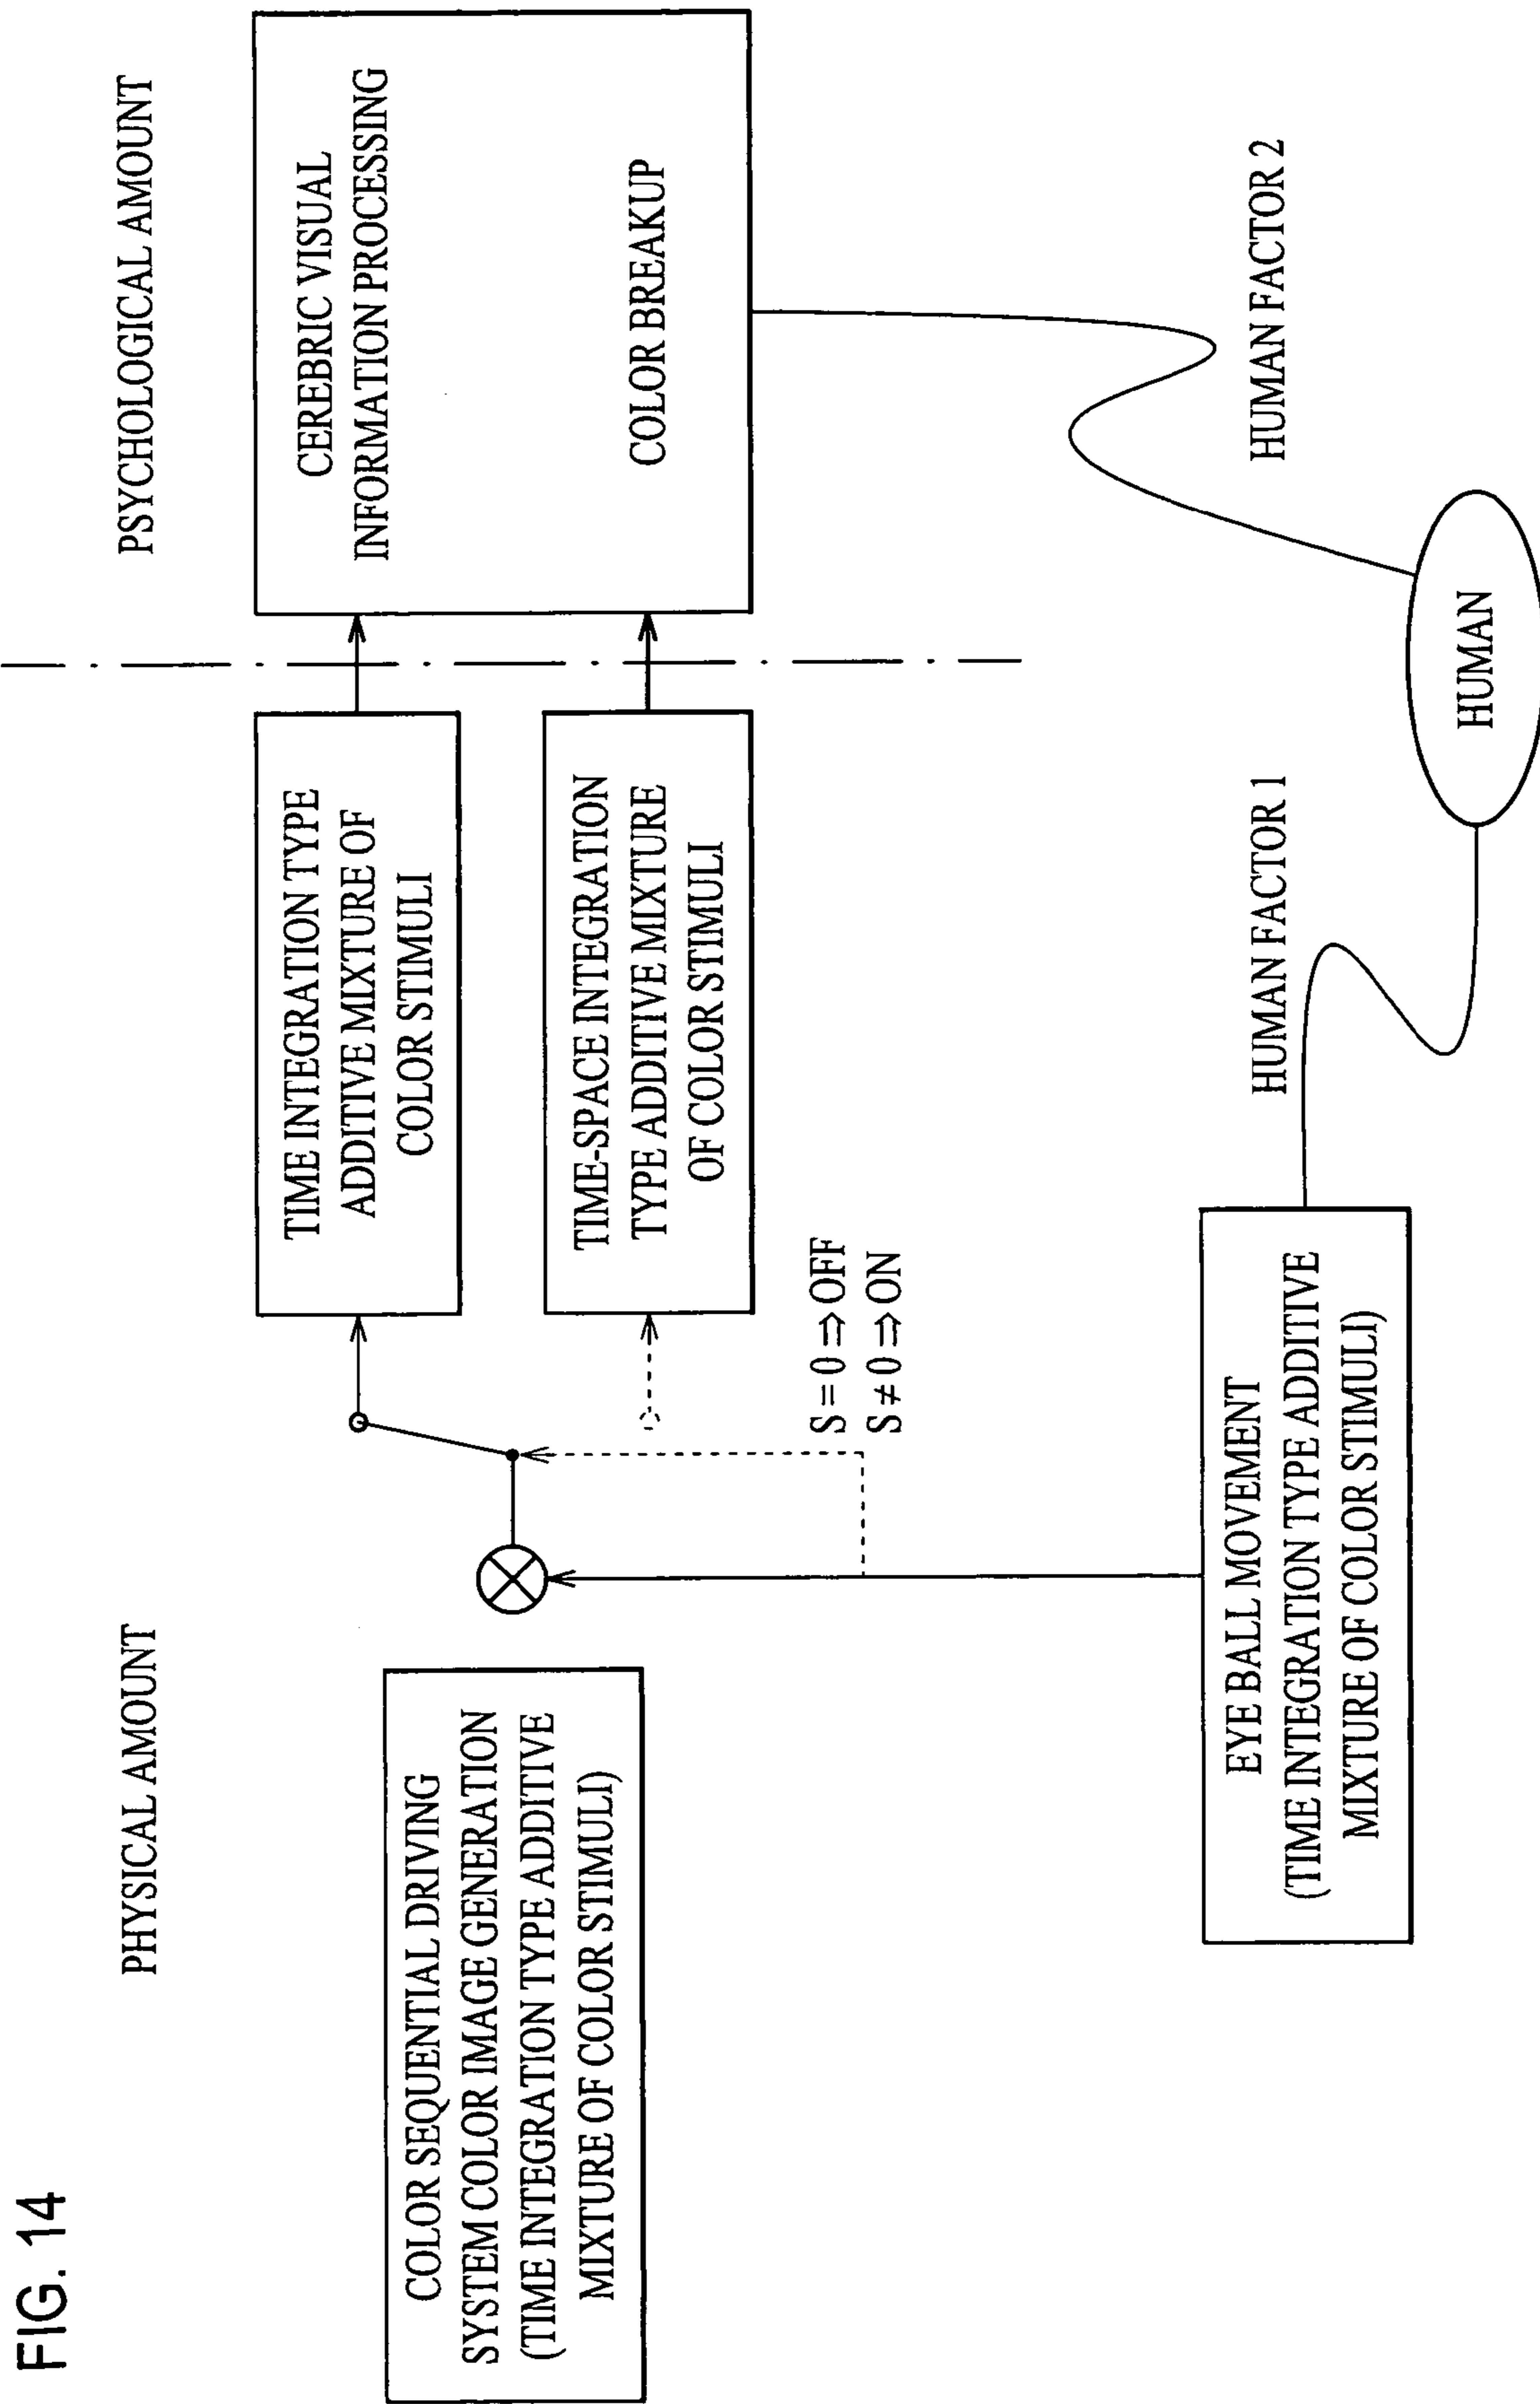 FIG. 14
PHYSICAL AMOUNT
PSYCHOLOGICAL AMOUNT
COLOR SEQUENTIAL DRIVING
SYSTEM COLOR IMAGE GENERATION
(TIME INTEGRATION TYPE ADDITIVE
MIXTURE OF COLOR STIMULI)
TIME INTEGRATION TYPE
ADDITIVE MIXTURE OF
COLOR STIMULI
TIME-SPACE INTEGRATION
TYPE ADDITIVE MIXTURE
OF COLOR STIMULI
CEREBRIC VISUAL
INFORMATION PROCESSING
COLOR BREAKUP
S = 0 ⇒ OFF
S ≠ 0 ⇒ ON
EYE BALL MOVEMENT
(TIME INTEGRATION TYPE ADDITIVE
MIXTURE OF COLOR STIMULI)
HUMAN FACTOR 1
HUMAN FACTOR 2
HUMAN